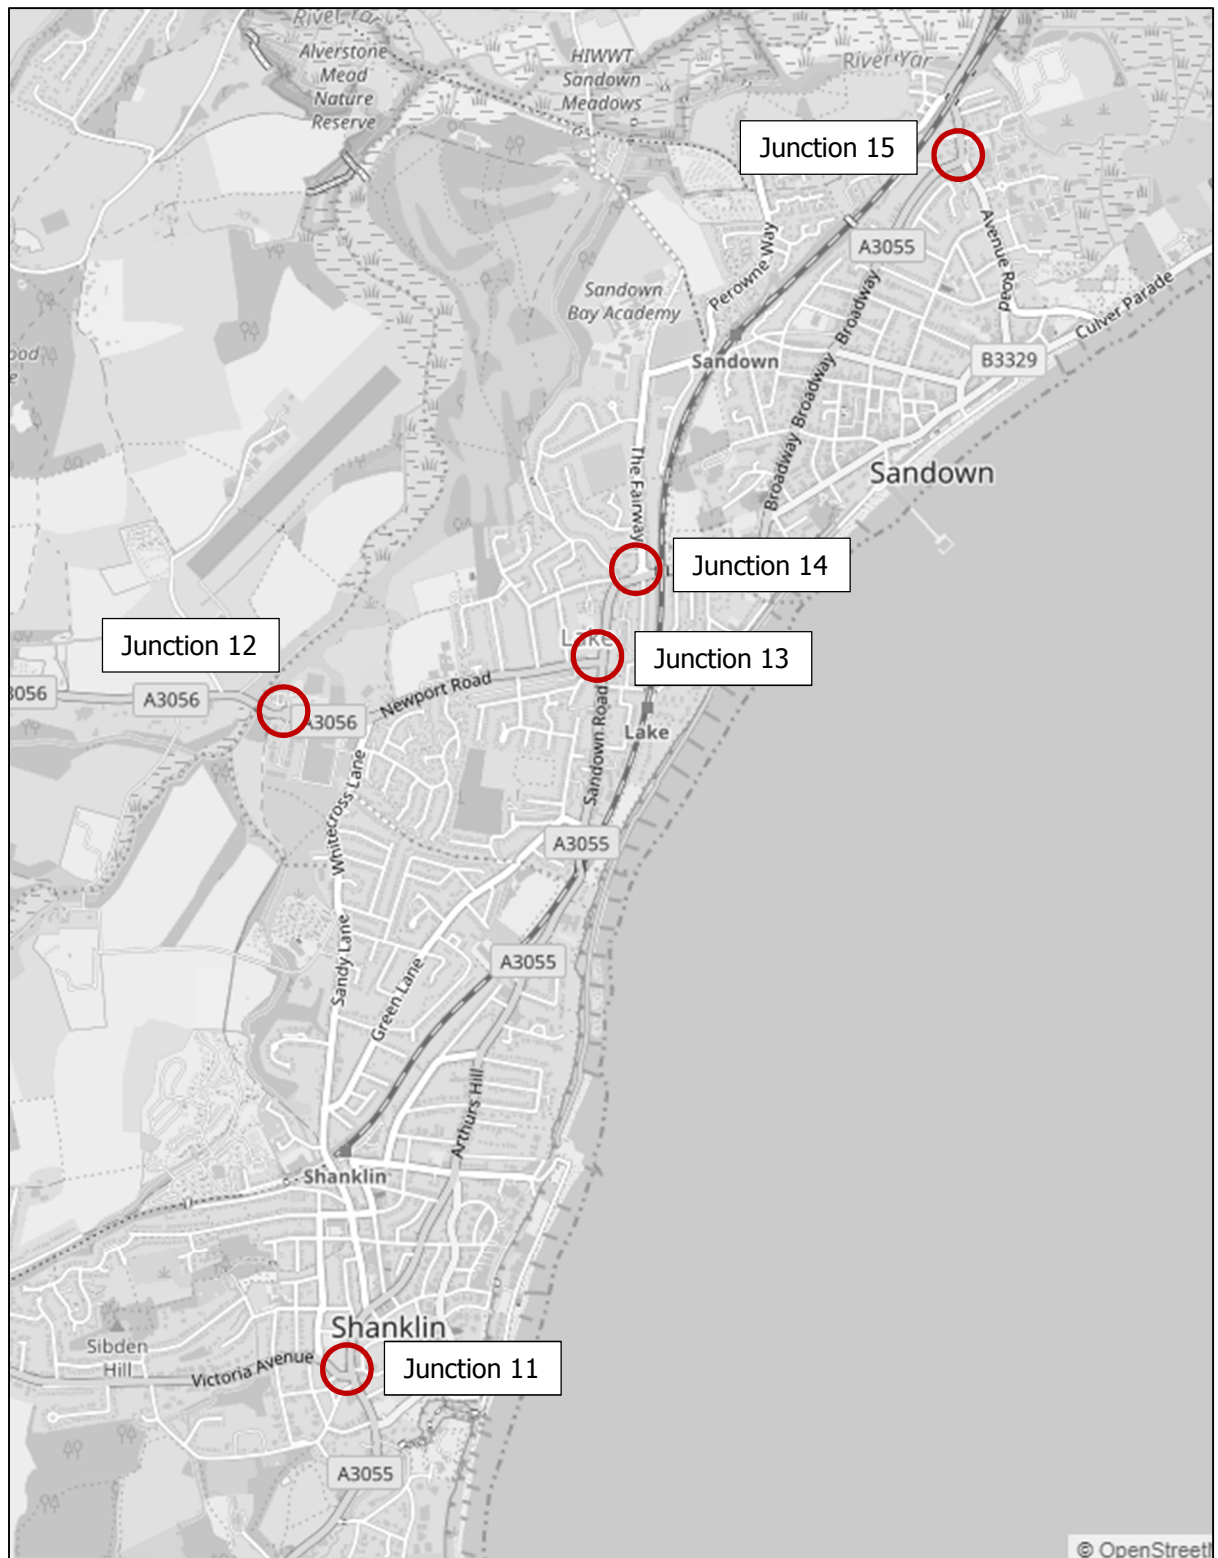 River Yar
Alverstone
Mead
Nature
Reserve
HIWWT
Sandown
Meadows
River Yar
Junction 15
A3055
Avenue Road
Perowne Way
Sandown
Bay Academy
Culver Parade
Broadway
Broadway
Broadway
Sandown
B3329
The Fairway
Sandown
Junction 14
Lake
Junction 12
Junction 13
3056
A3056
A3056
Newport Road
Sandown Road
Lake
Whitecross Lane
A3055
Sandy Lane
Green Lane
A3055
Arthurs Hill
Shanklin
Shanklin
Sibden
Hill
Victoria Avenue
Junction 11
A3055
© OpenStreet